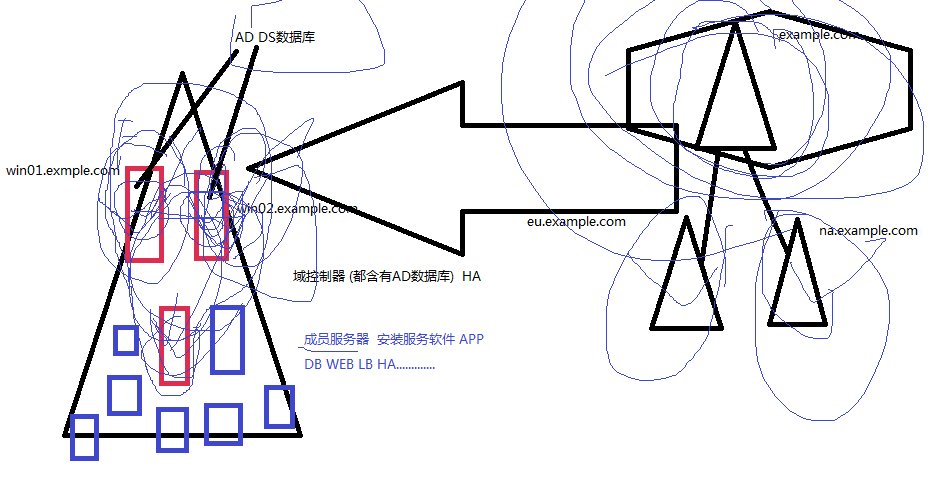 AD DS数据库
example.com
win01.exmple.com
win02.example.com
eu.example.com
na.example.com
域控制器 (都含有AD数据库) HA
成员服务器 安装服务软件 APP
DB WEB LB HA.............